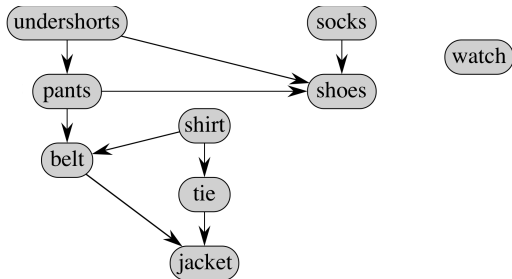 undershorts
socks
watch
pants
shoes
shirt
belt
tie
jacket